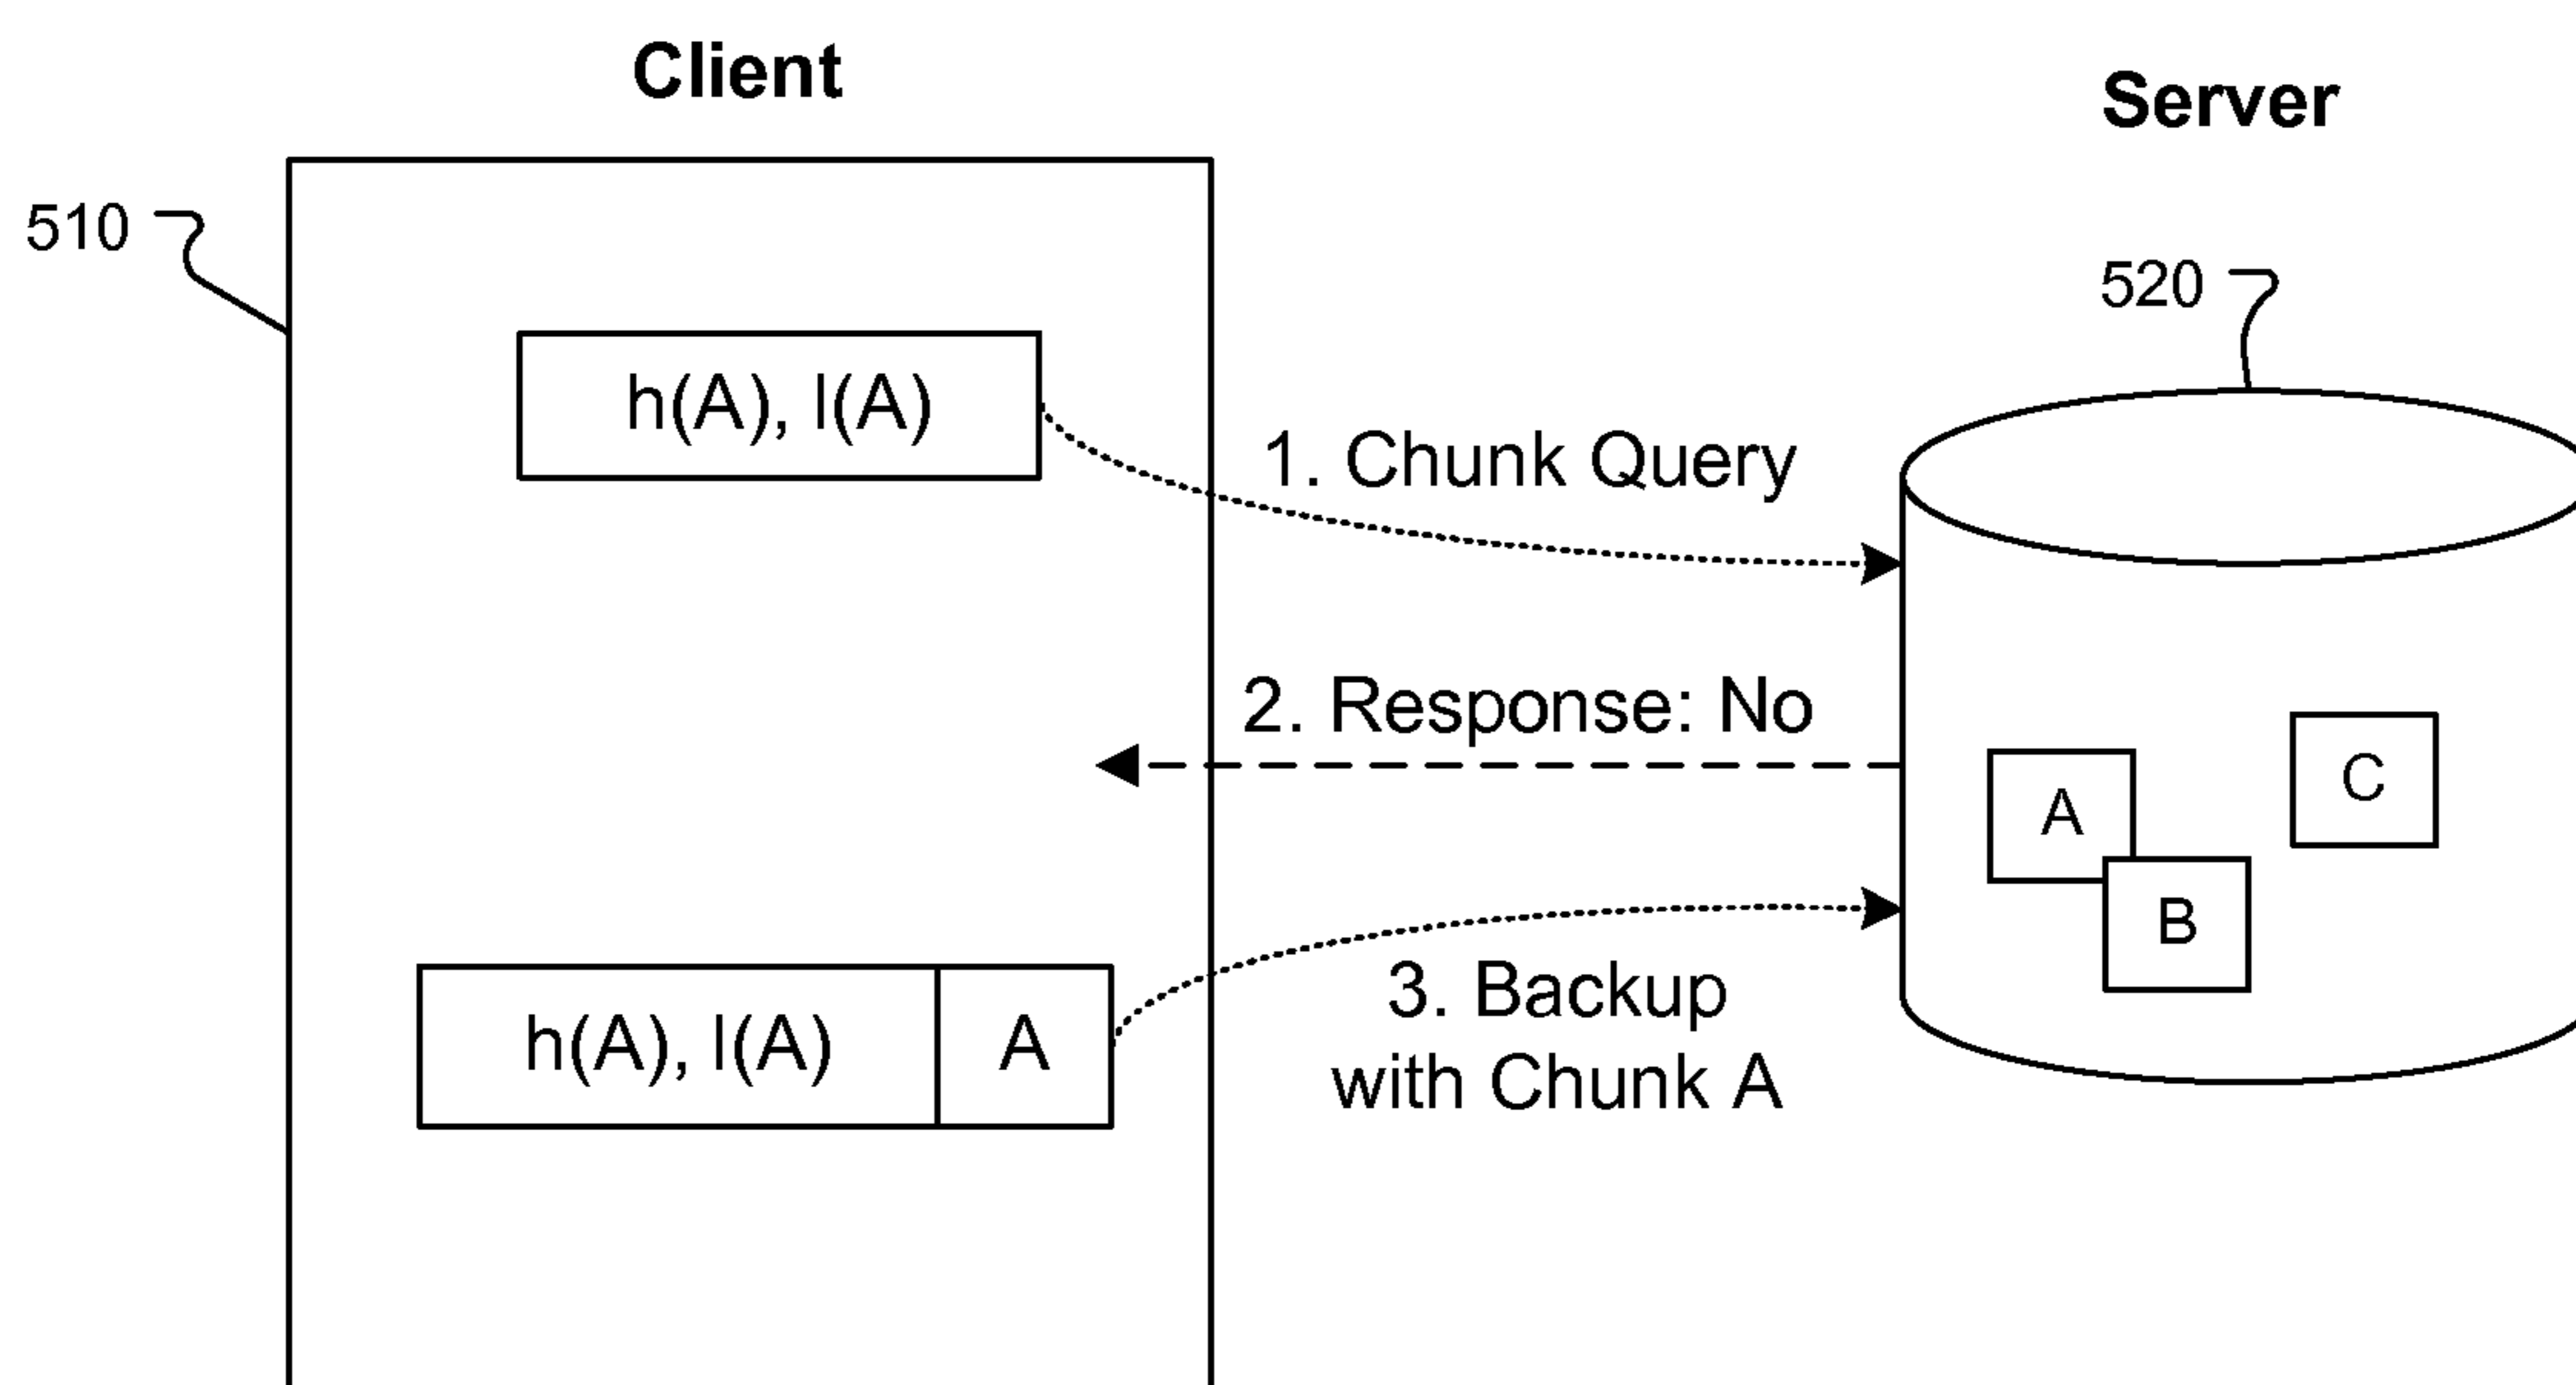 Client
Server
510
520
h(A), l(A)
1. Chunk Query
2. Response: No
A
C
B
h(A), l(A)
A
3. Backup
with Chunk A